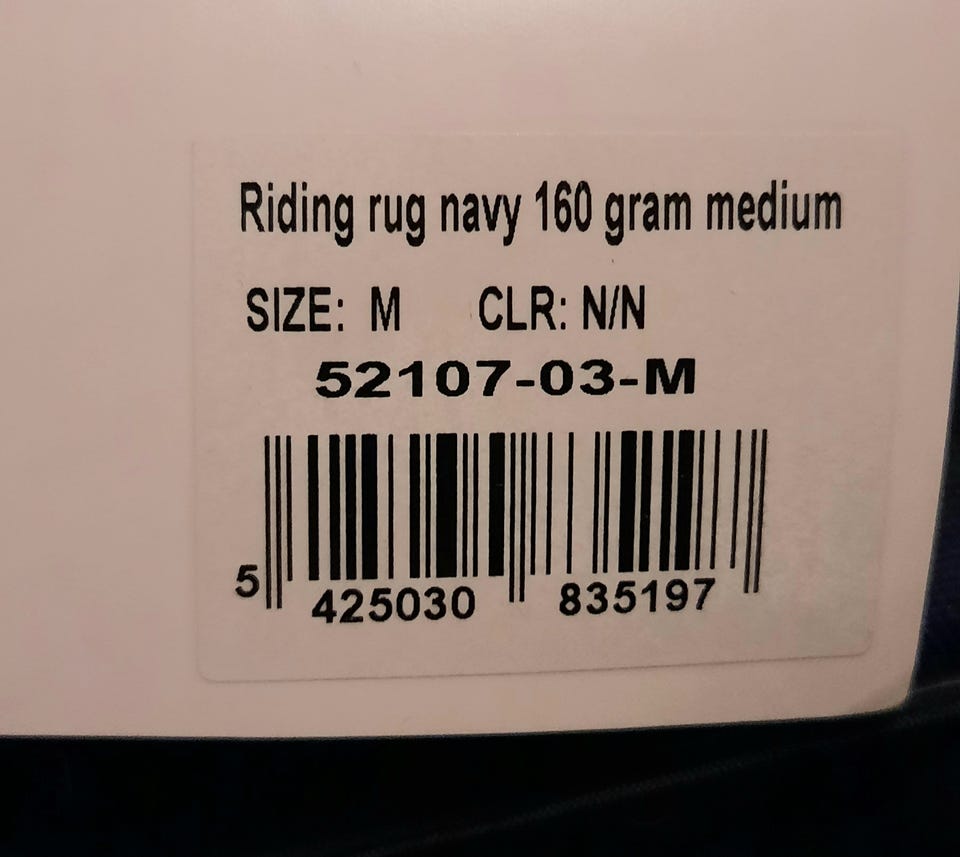 Riding rug navy 160 gram medium
SIZE: M CLR: N/N
52107-03-M
5 425030 835197